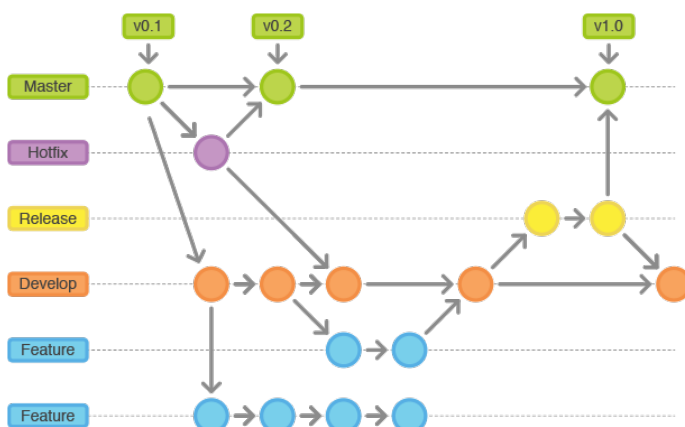 v0.1
v0.2
v1.0
Master
Hotfix
Release
Develop
Feature
Feature